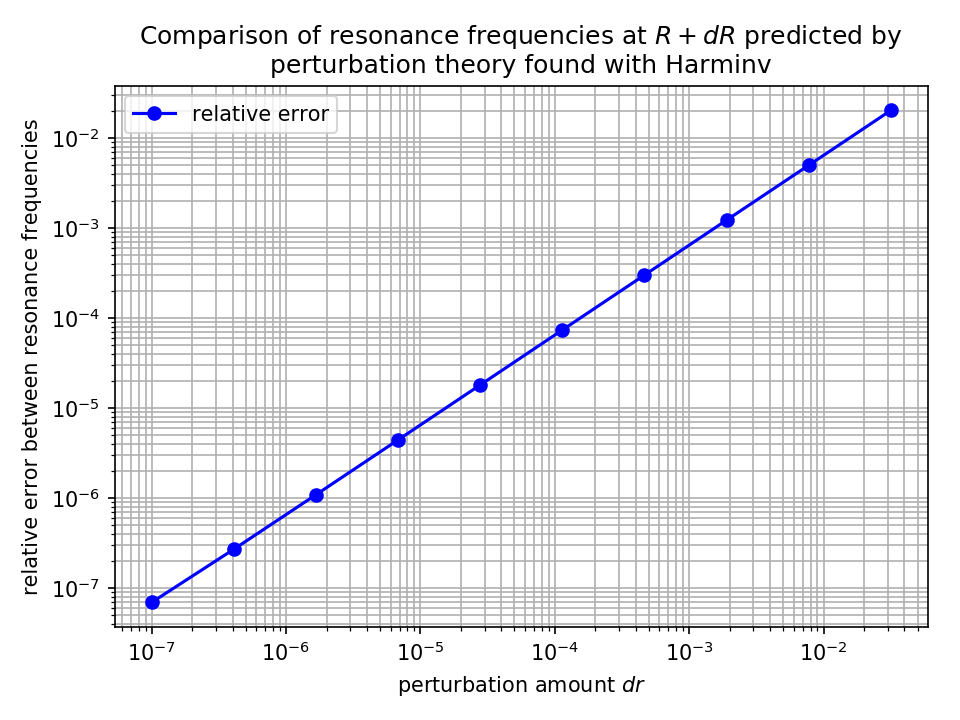 Comparison of resonance frequencies at R + dR predicted by
perturbation theory found with Harminv
relative error
relative error between resonance frequencies
10⁻²
10⁻³
10⁻⁴
10⁻⁵
10⁻⁶
10⁻⁷
10⁻⁷ 10⁻⁶ 10⁻⁵ 10⁻⁴ 10⁻³ 10⁻²
perturbation amount dr